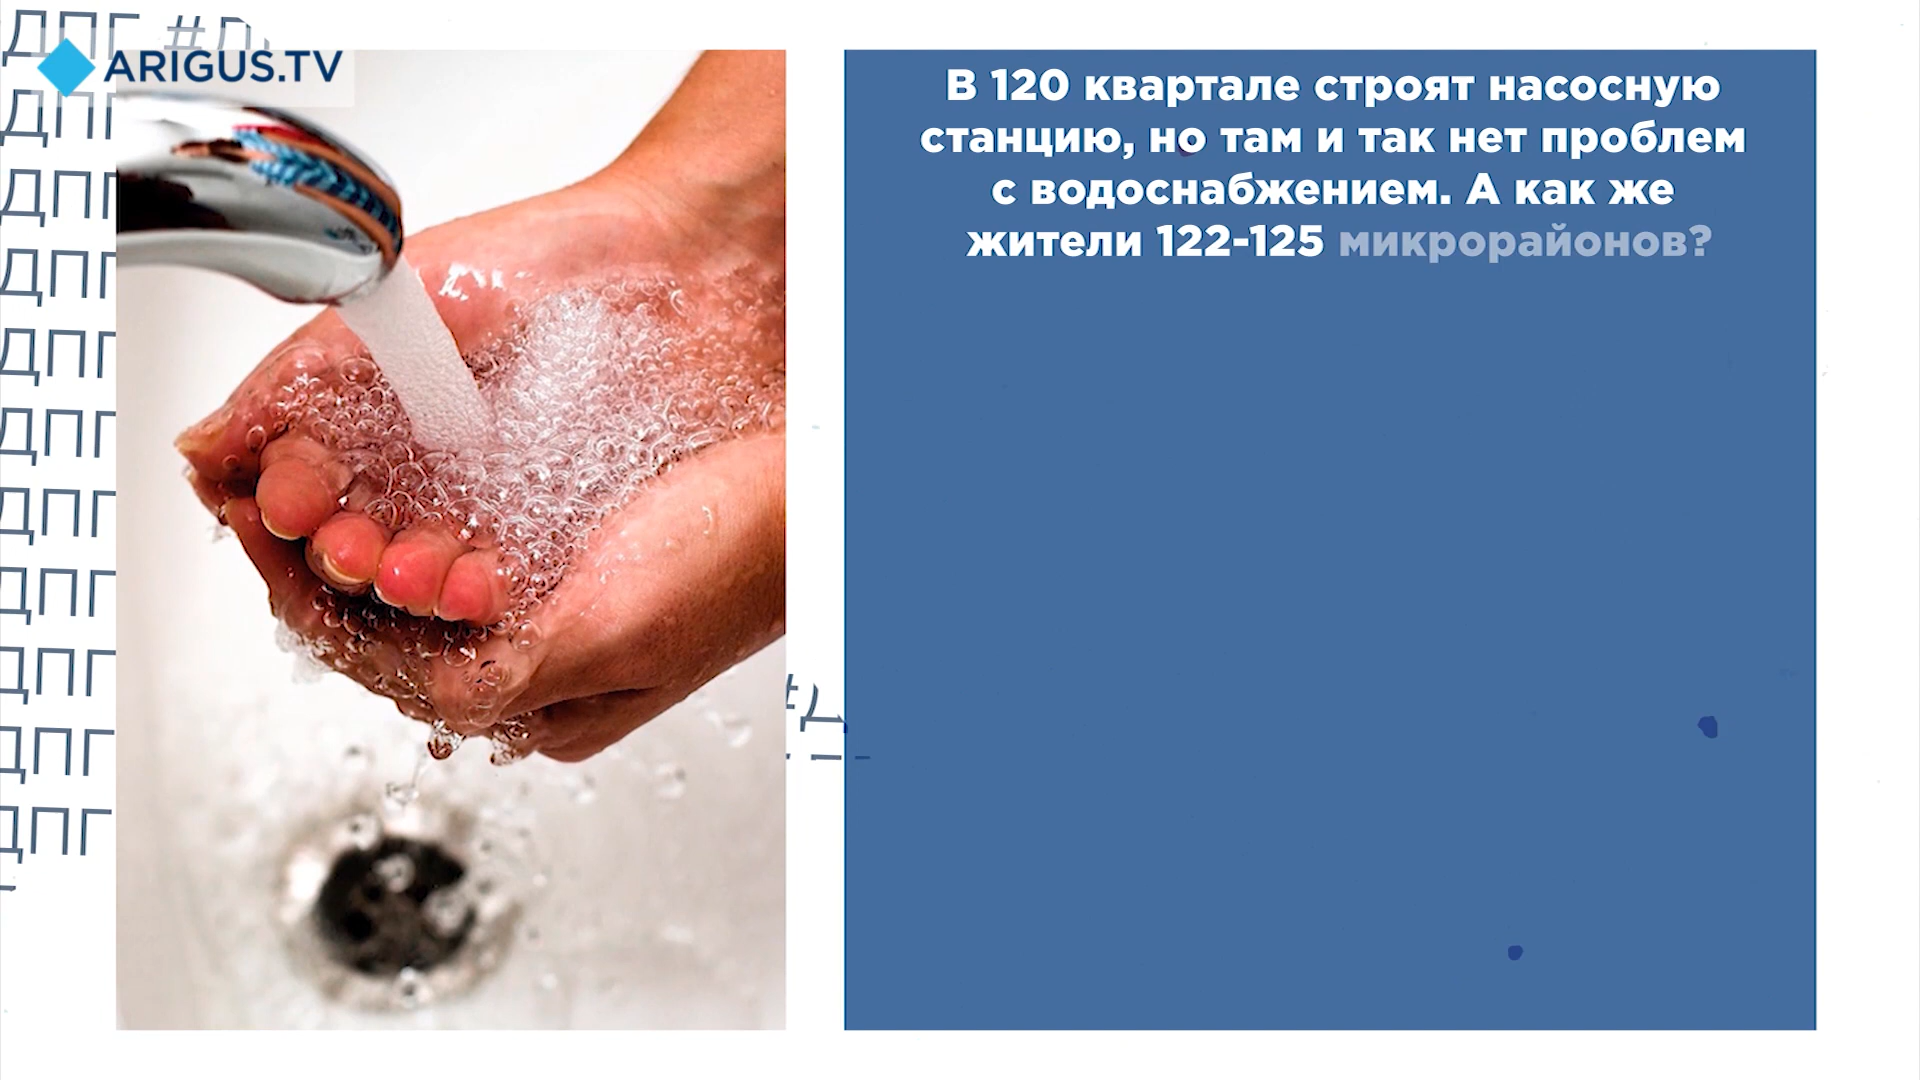 ДПГ #Д
ARIGUS.TV
ДПГ
ДПГ
ДПГ
ДПГ
ДПГ
ДПГ
ДПГ
ДПГ
ДПГ
ДПГ
#Д
В 120 квартале строят насосную
станцию, но там и так нет проблем
с водоснабжением. А как же
жители 122-125 микрорайонов?